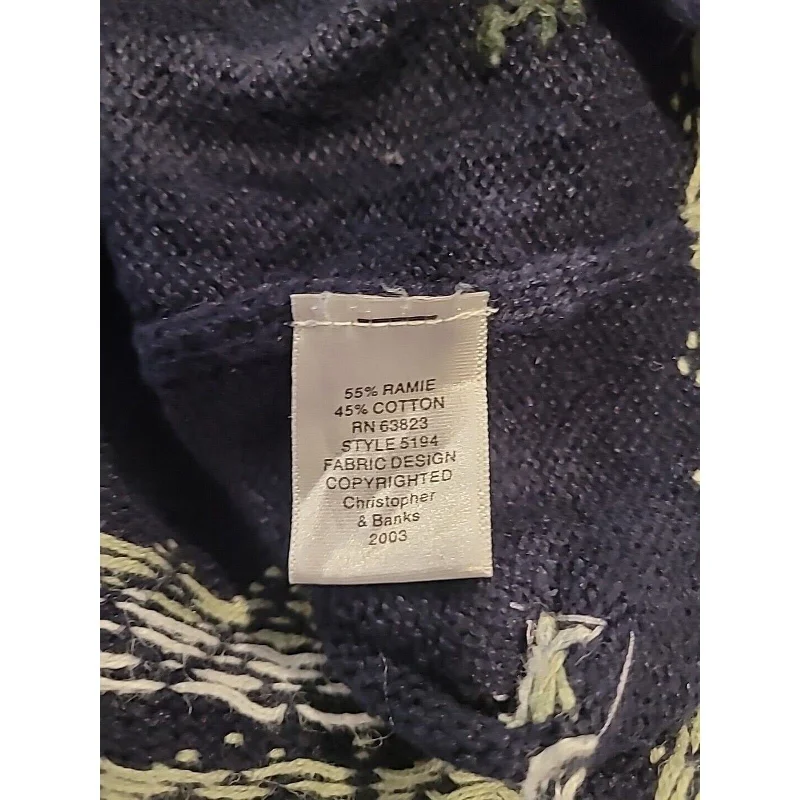 55% RAMIE
45% COTTON
RN 63823
STYLE 5194
FABRIC DESIGN
COPYRIGHTED
Christopher
& Banks
2003